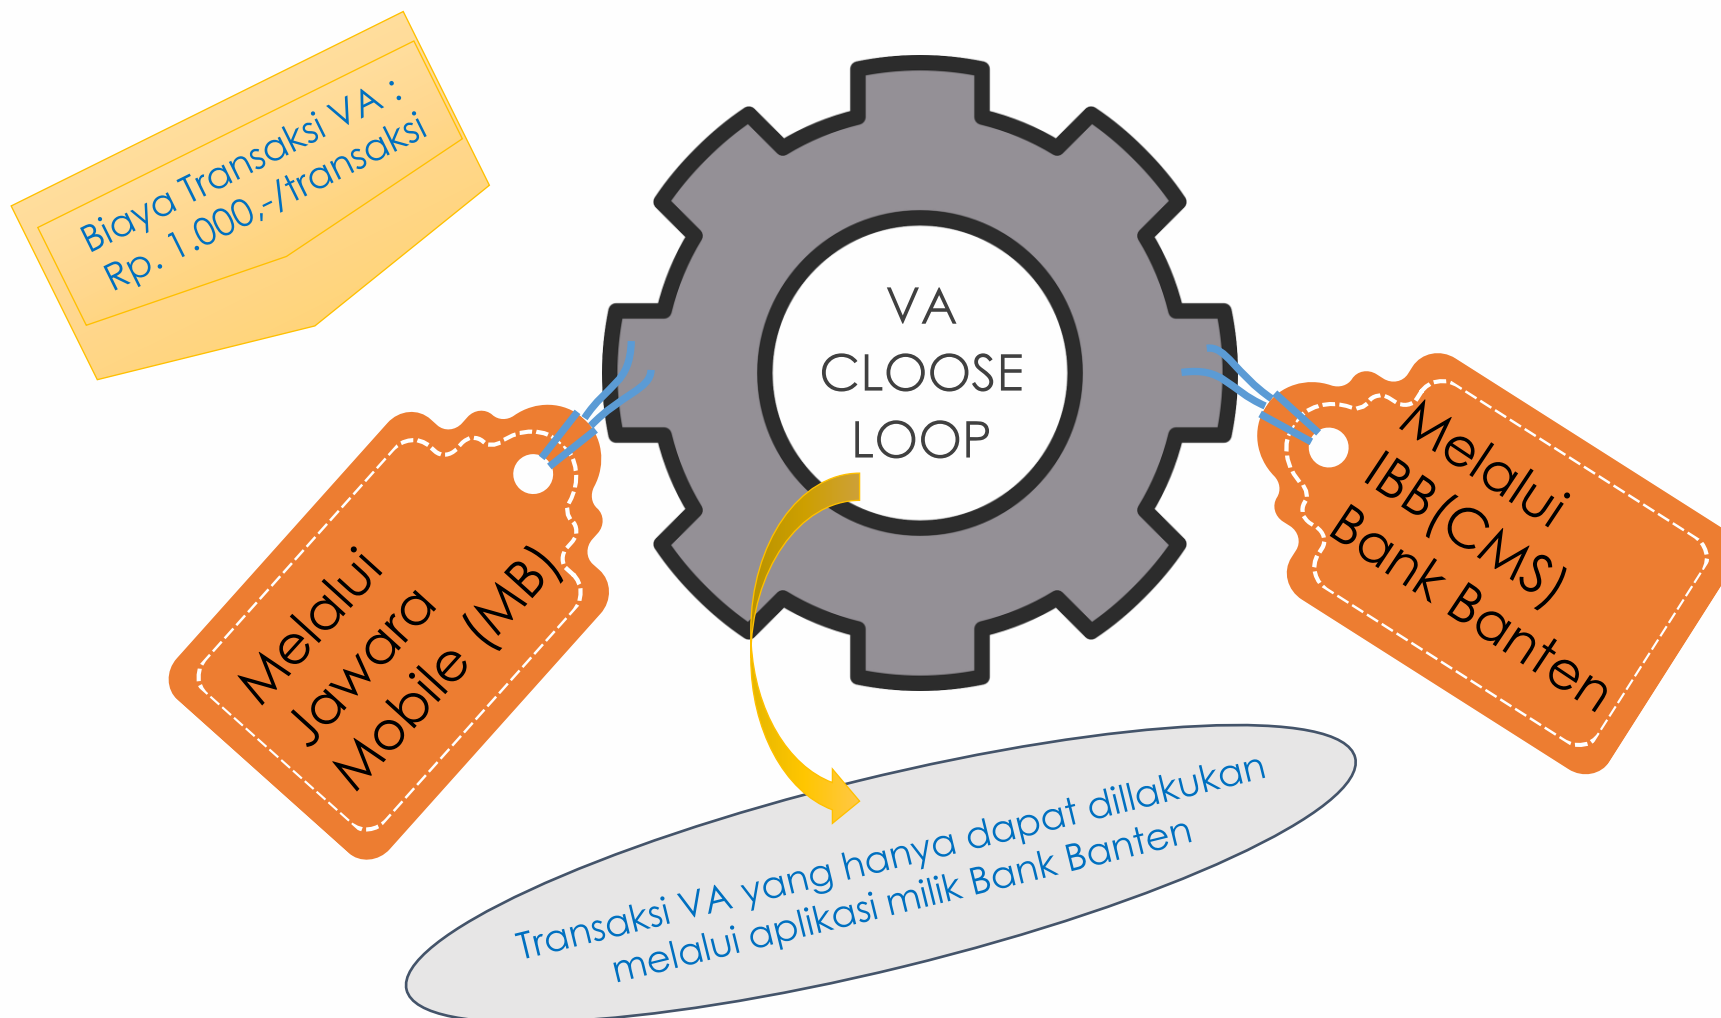 Biaya Transaksi VA :
Rp. 1.000,-/transaksi
VA
CLOOSE
LOOP
Melalui
Jawara
Mobile (MB)
Melalui
IBB(CMS)
Bank Banten
Transaksi VA yang hanya dapat dillakukan
melalui aplikasi milik Bank Banten